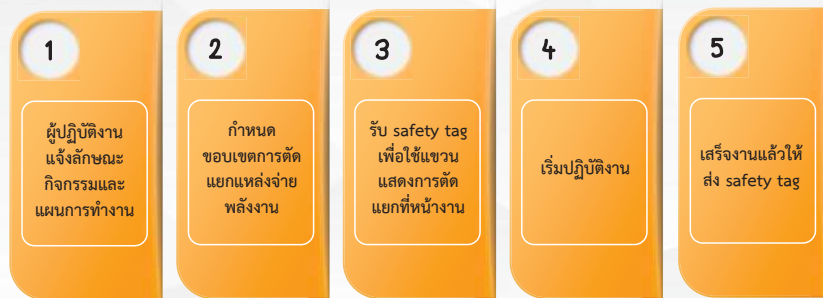 1
ผู้ปฏิบัติงาน
แจ้งลักษณะ
กิจกรรมและ
แผนการทำงาน
2
กำหนด
ขอบเขตการตัด
แยกแหล่งจ่าย
พลังงาน
3
รับ safety tag
เพื่อใช้แขวน
แสดงการตัด
แยกที่หน้างาน
4
เริ่มปฏิบัติงาน
5
เสร็จงานแล้วให้
ส่ง safety tag